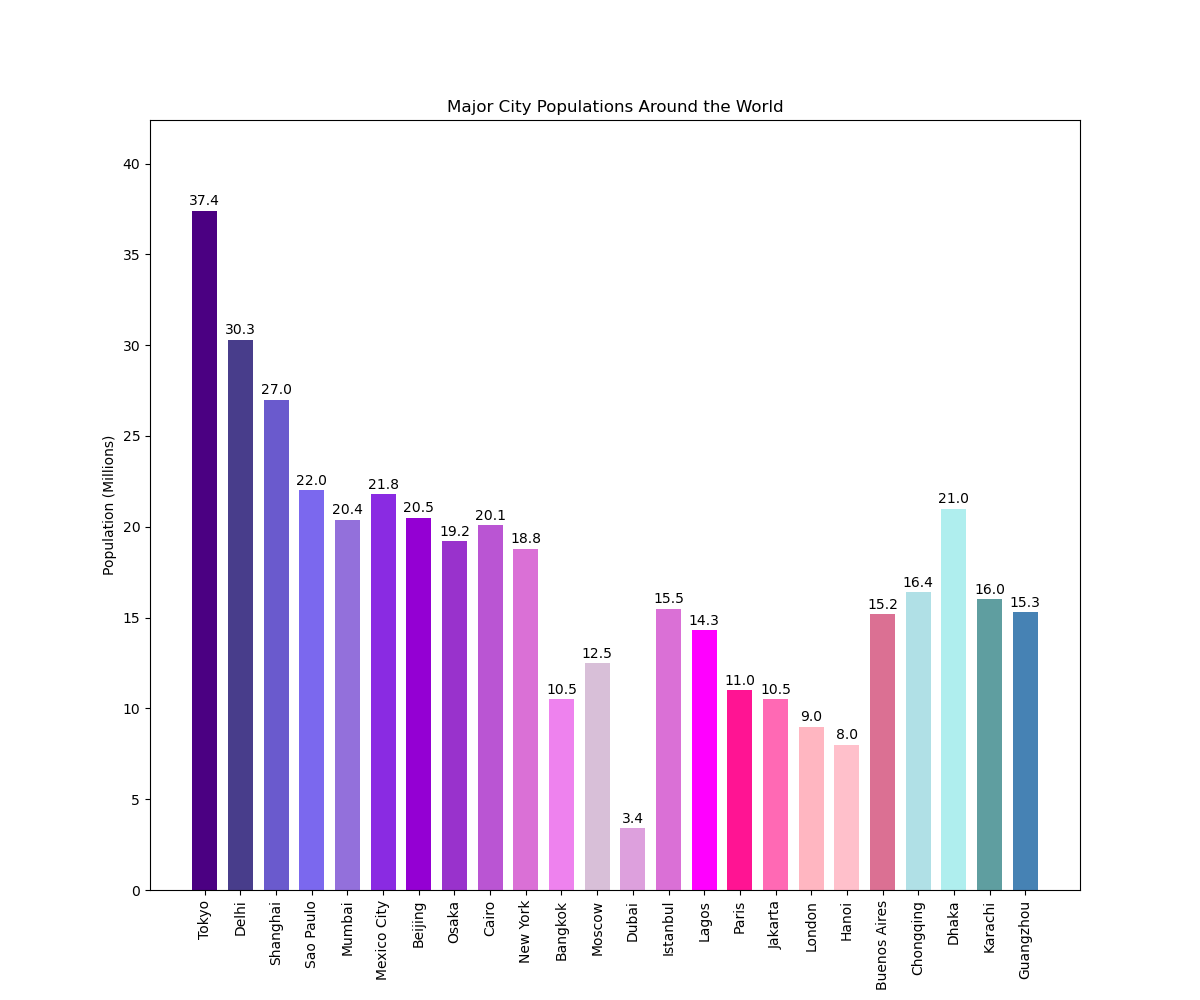 Major City Populations Around the World
Population (Millions)
40
35
30
25
20
15
10
5
0
37.4
30.3
27.0
22.0
20.4
21.8
20.5
19.2
20.1
18.8
10.5
12.5
3.4
15.5
14.3
11.0
10.5
9.0
8.0
15.2
16.4
21.0
16.0
15.3
Tokyo
Delhi
Shanghai
Sao Paulo
Mumbai
Mexico City
Beijing
Osaka
Cairo
New York
Bangkok
Moscow
Dubai
Istanbul
Lagos
Paris
Jakarta
London
Hanoi
Buenos Aires
Chongqing
Dhaka
Karachi
Guangzhou